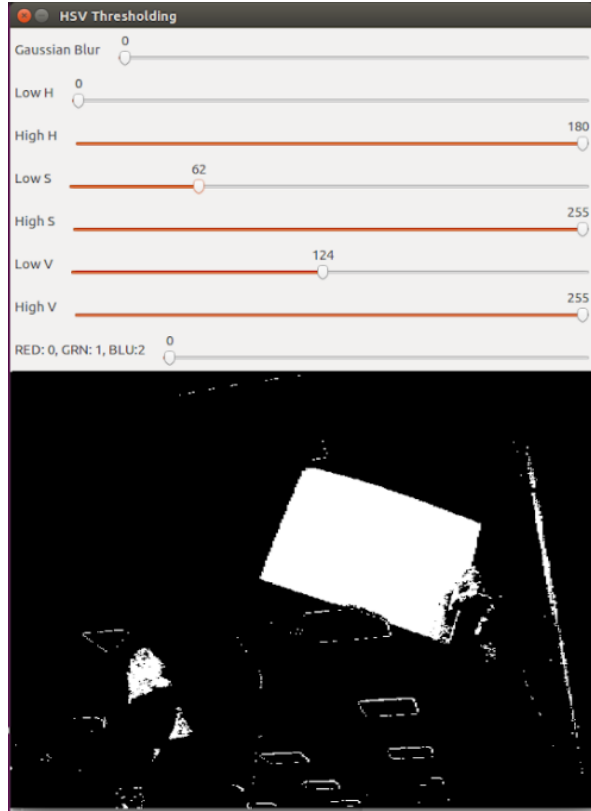 HSV Thresholding
0
Gaussian Blur
0
Low H
180
High H
62
Low S
255
High S
124
Low V
255
High V
0
RED: 0, GRN: 1, BLU:2